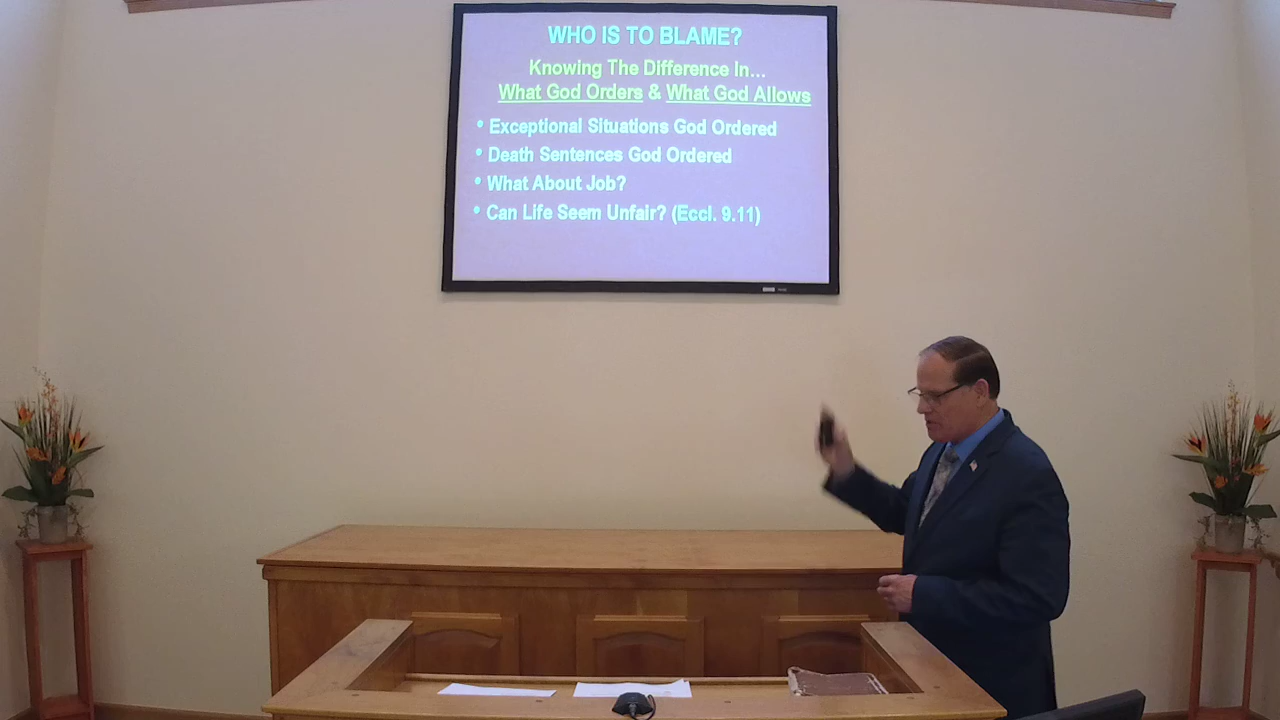 WHO IS TO BLAME?
Knowing The Difference In...
What God Orders & What God Allows
• Exceptional Situations God Ordered
• Death Sentences God Ordered
• What About Job?
• Can Life Seem Unfair? (Eccl. 9.11)